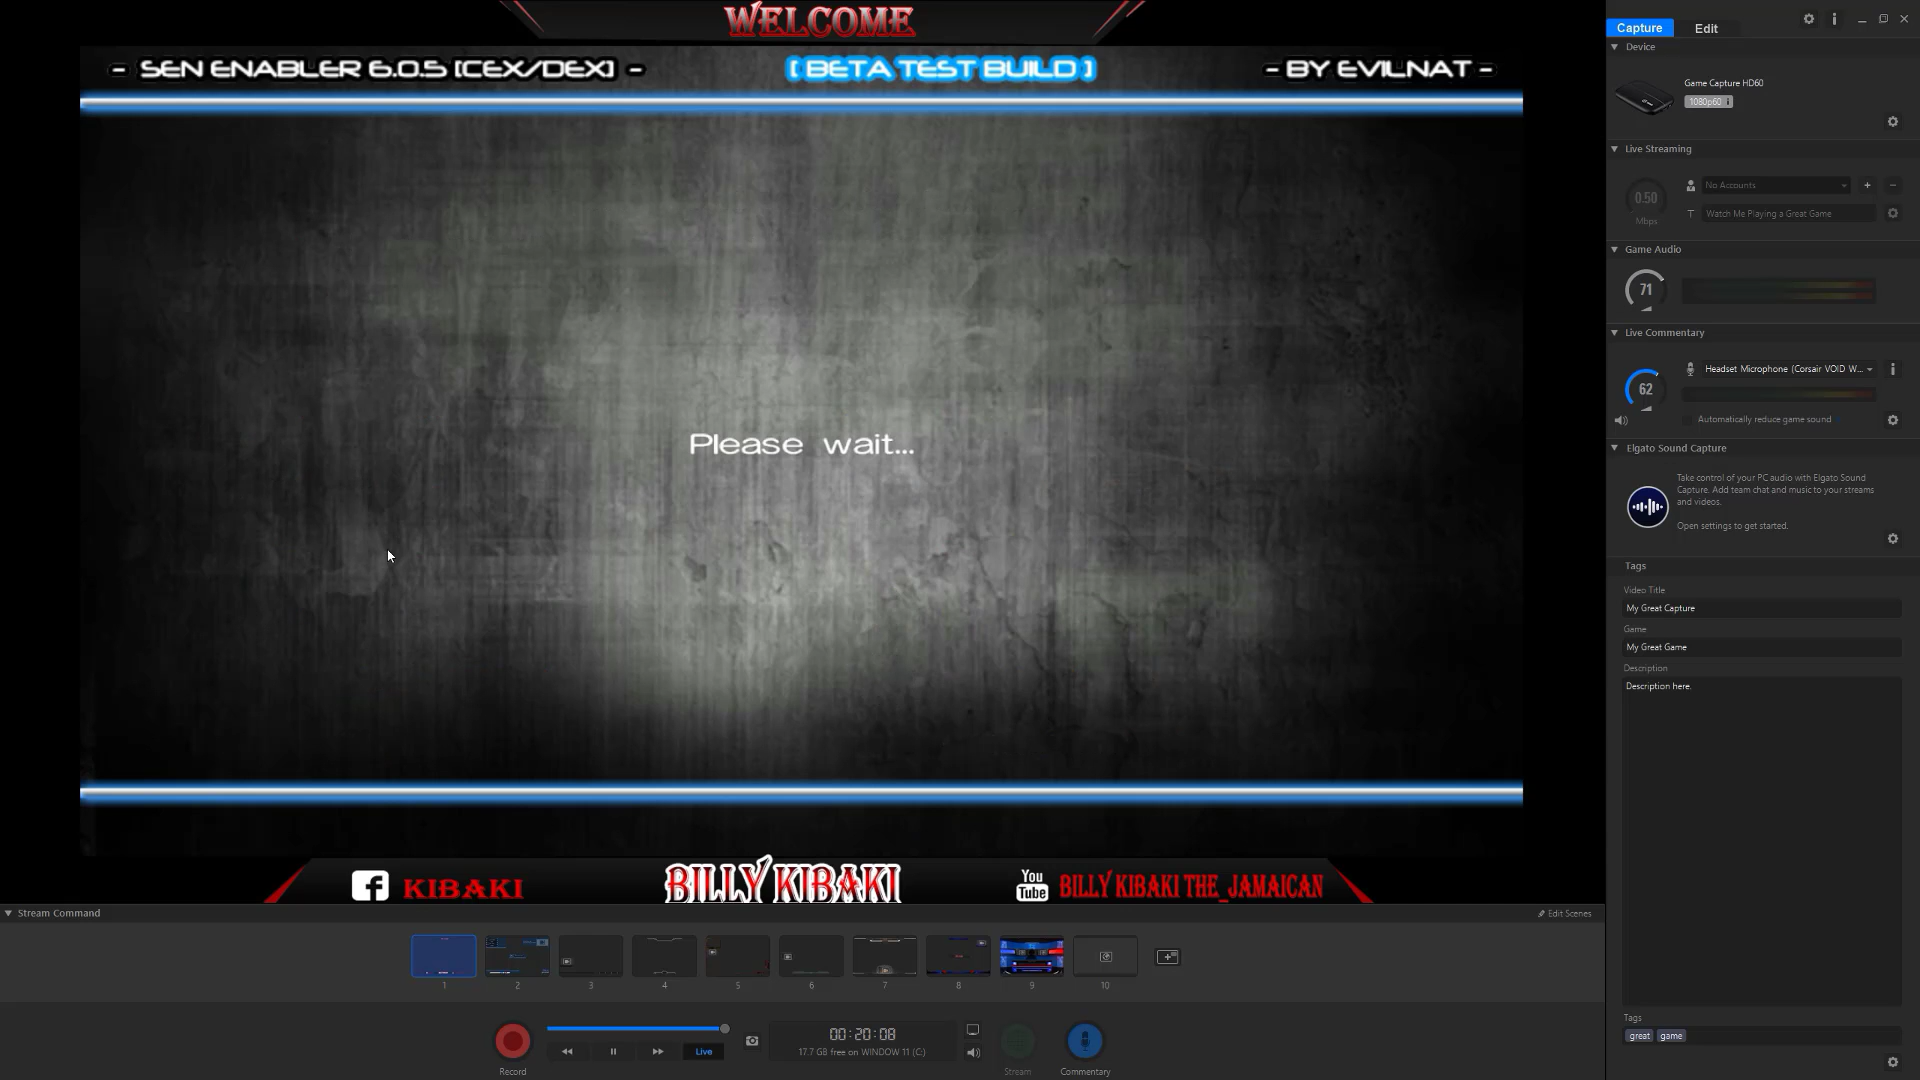 WELCOME
- SEN ENABLER 6.0.5 [CEX/DEX] -
[ BETA TEST BUILD ]
- BY EVILNAT -
Please wait...
KIBAKI
BILLY KIBAKI
You Tube
BILLY KIBAKI THE_JAMAICAN
Stream Command
Edit Scenes
1
2
3
4
5
6
7
8
9
10
Record
Live
00:20:08
17.7 GB free on WINDOW 11 (C:)
Stream
Commentary
Capture
Edit
Device
Game Capture HD60
1080p60
Live Streaming
0.50
Mbps
No Accounts
T
Watch Me Playing a Great Game
Game Audio
71
Live Commentary
62
Headset Microphone (Corsair VOID W...
Automatically reduce game sound
Elgato Sound Capture
Take control of your PC audio with Elgato Sound
Capture. Add team chat and music to your streams
and videos.
Open settings to get started.
Tags
Video Title
My Great Capture
Game
My Great Game
Description
Description here.
Tags
great
game